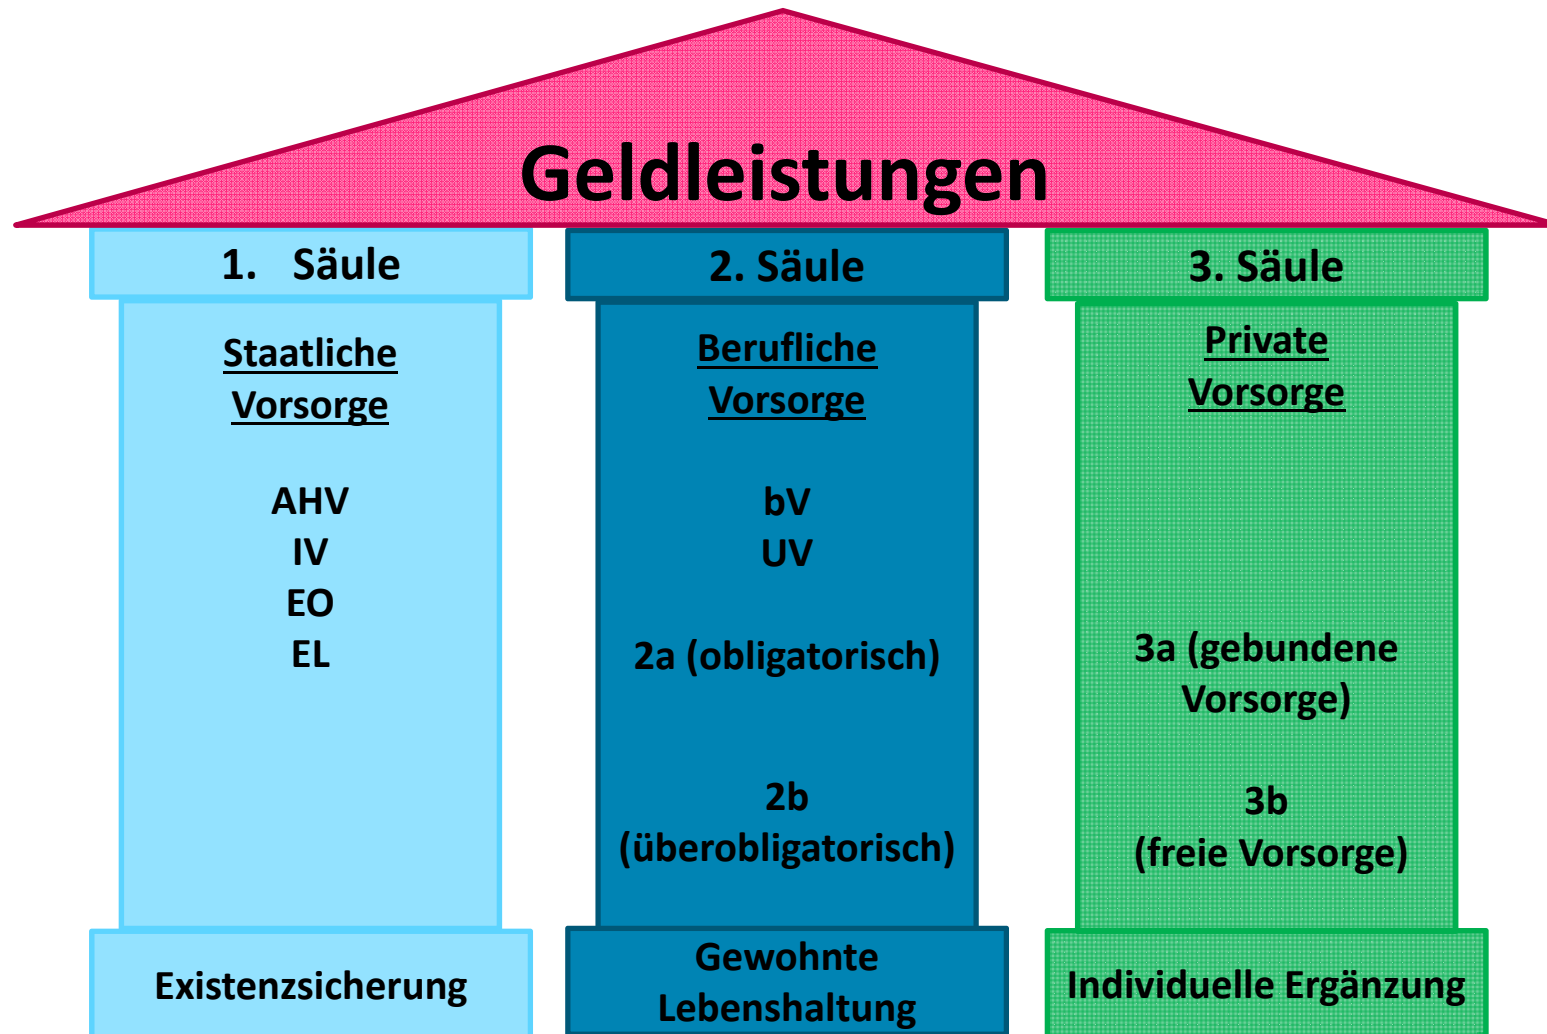 Geldleistungen
1. Säule
Staatliche
Vorsorge
AHV
IV
EO
EL
Existenzsicherung
2. Säule
Berufliche
Vorsorge
bV
UV
2a (obligatorisch)
2b
(überobligatorisch)
Gewohnte
Lebenshaltung
3. Säule
Private
Vorsorge
3a (gebundene
Vorsorge)
3b
(freie Vorsorge)
Individuelle Ergänzung